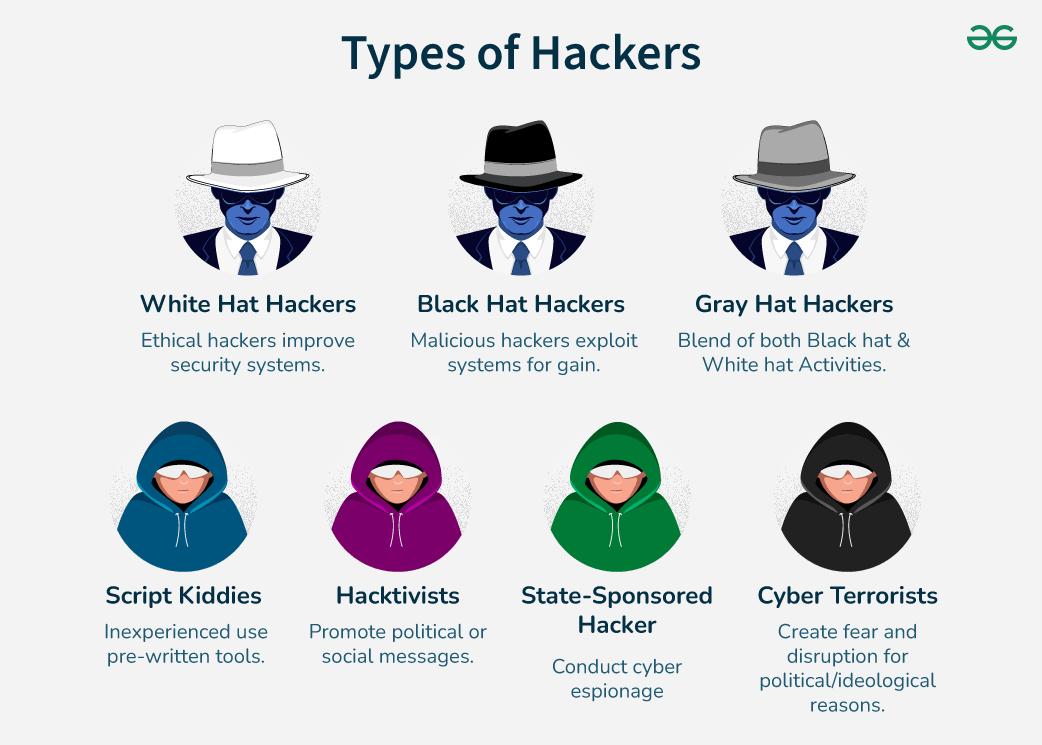 Types of Hackers
White Hat Hackers
Ethical hackers improve
security systems.
Black Hat Hackers
Malicious hackers exploit
systems for gain.
Gray Hat Hackers
Blend of both Black hat &
White hat Activities.
Script Kiddies
Inexperienced use
pre-written tools.
Hacktivists
Promote political or
social messages.
State-Sponsored
Hacker
Conduct cyber
espionage
Cyber Terrorists
Create fear and
disruption for
political/ideological
reasons.